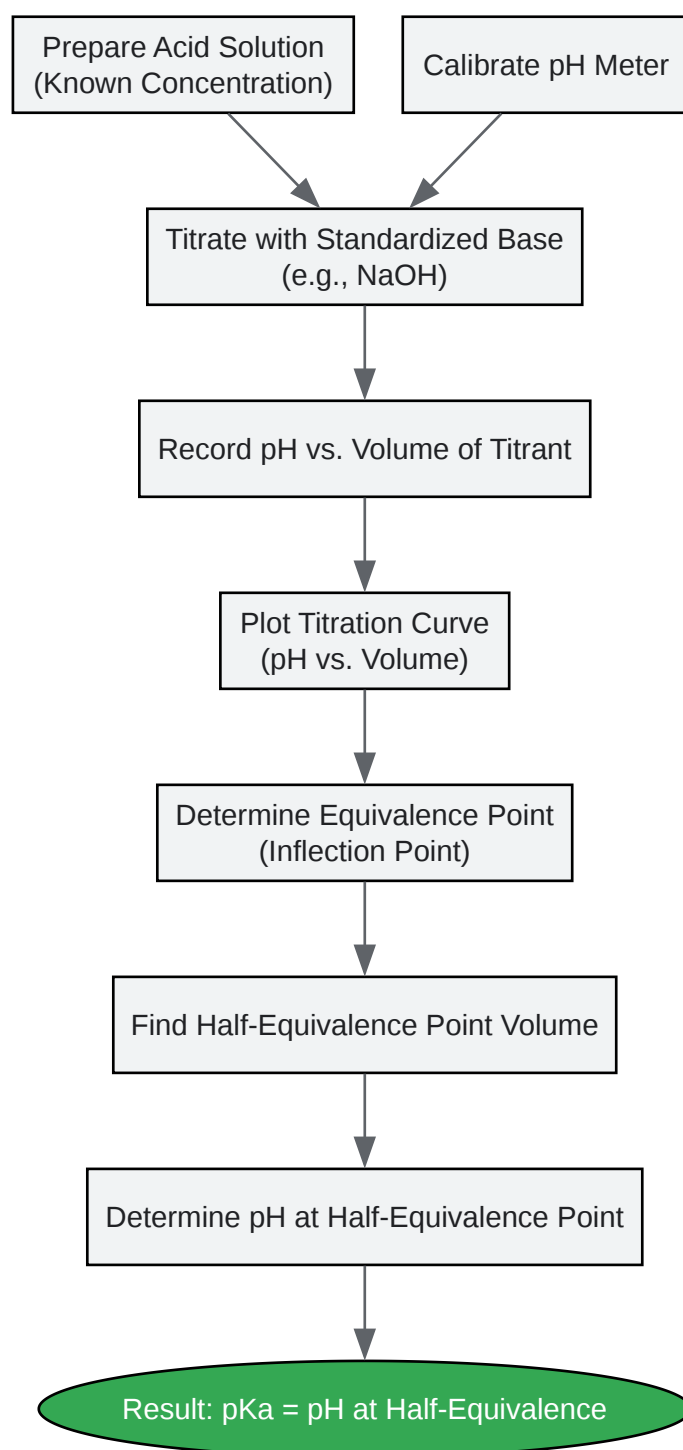 Prepare Acid Solution
(Known Concentration)
Calibrate pH Meter
Titrate with Standardized Base
(e.g., NaOH)
Record pH vs. Volume of Titrant
Plot Titration Curve
(pH vs. Volume)
Determine Equivalence Point
(Inflection Point)
Find Half-Equivalence Point Volume
Determine pH at Half-Equivalence Point
Result: pKa = pH at Half-Equivalence